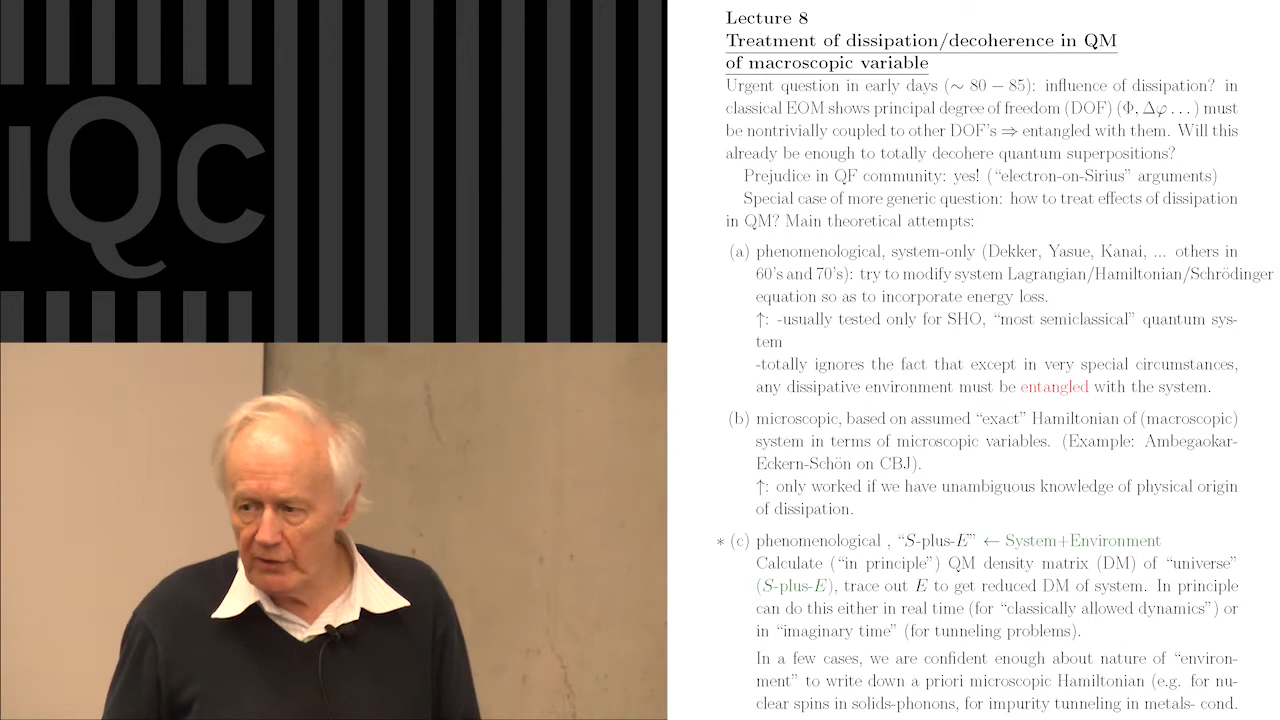 IQC
Lecture 8
Treatment of dissipation/decoherence in QM
of macroscopic variable
Urgent question in early days (∼ 80 − 85): influence of dissipation? in
classical EOM shows principal degree of freedom (DOF) (Φ, Δφ . . . ) must
be nontrivially coupled to other DOF's ⇒ entangled with them. Will this
already be enough to totally decohere quantum superpositions?
Prejudice in QF community: yes! ("electron-on-Sirius" arguments)
Special case of more generic question: how to treat effects of dissipation
in QM? Main theoretical attempts:
(a) phenomenological, system-only (Dekker, Yasue, Kanai, ... others in
60's and 70's): try to modify system Lagrangian/Hamiltonian/Schrödinger
equation so as to incorporate energy loss.
↑: -usually tested only for SHO, "most semiclassical" quantum sys-
tem
-totally ignores the fact that except in very special circumstances,
any dissipative environment must be entangled with the system.
(b) microscopic, based on assumed "exact" Hamiltonian of (macroscopic)
system in terms of microscopic variables. (Example: Ambegaokar-
Eckern-Schön on CBJ).
↑: only worked if we have unambiguous knowledge of physical origin
of dissipation.
∗ (c) phenomenological , "S-plus-E" ← System+Environment
Calculate ("in principle") QM density matrix (DM) of "universe"
(S-plus-E), trace out E to get reduced DM of system. In principle
can do this either in real time (for "classically allowed dynamics") or
in "imaginary time" (for tunneling problems).
In a few cases, we are confident enough about nature of "environ-
ment" to write down a priori microscopic Hamiltonian (e.g. for nu-
clear spins in solids-phonons, for impurity tunneling in metals- cond.